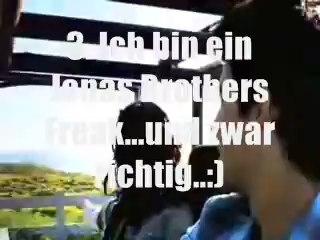 3. Ich bin ein
Jonas Brothers
Freak...und zwar
richtig..:)